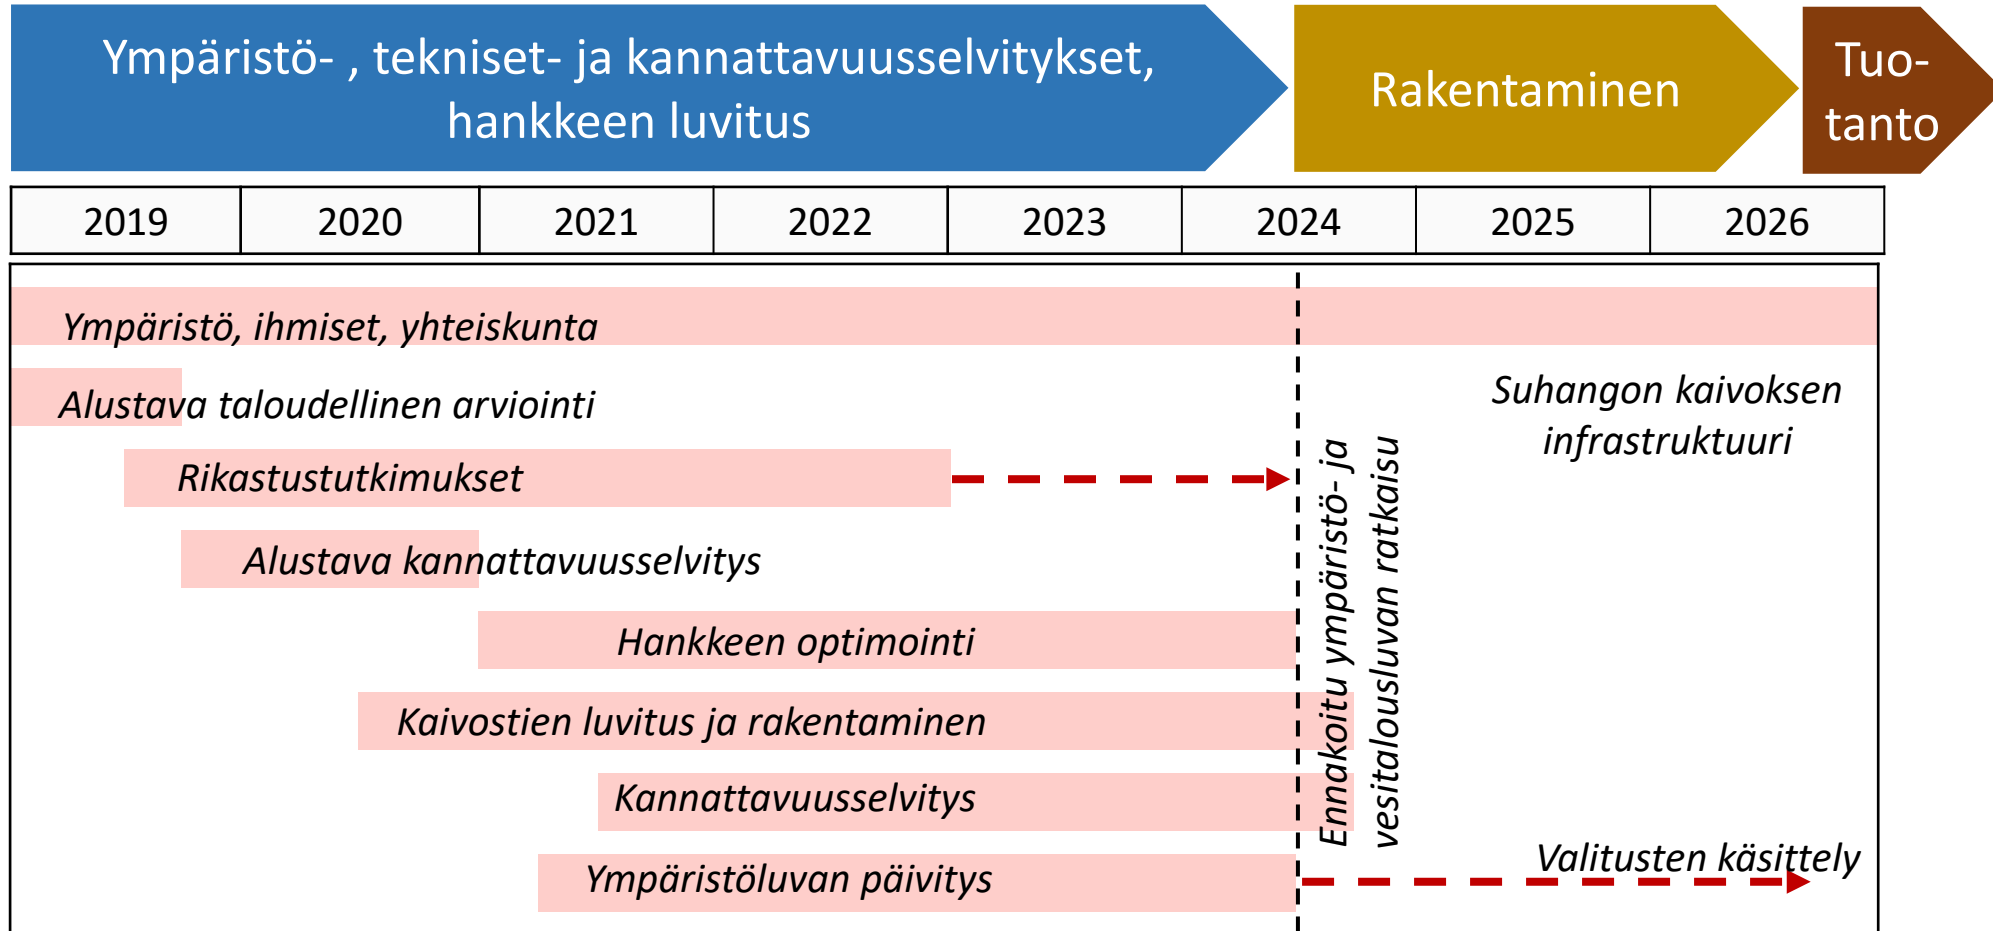 Ympäristö- , tekniset- ja kannattavuusselvitykset,
hankkeen luvitus
Rakentaminen
Tuo-
tanto
2019 2020 2021 2022 2023 2024 2025 2026
Ympäristö, ihmiset, yhteiskunta
Alustava taloudellinen arviointi
Suhangon kaivoksen
infrastruktuuri
Rikastustutkimukset
Alustava kannattavuusselvitys
Hankkeen optimointi
Kaivostien luvitus ja rakentaminen
Kannattavuusselvitys
Ympäristöluvan päivitys
Ennakoitu ympäristö- ja
vesitalousluvan ratkaisu
Valitusten käsittely